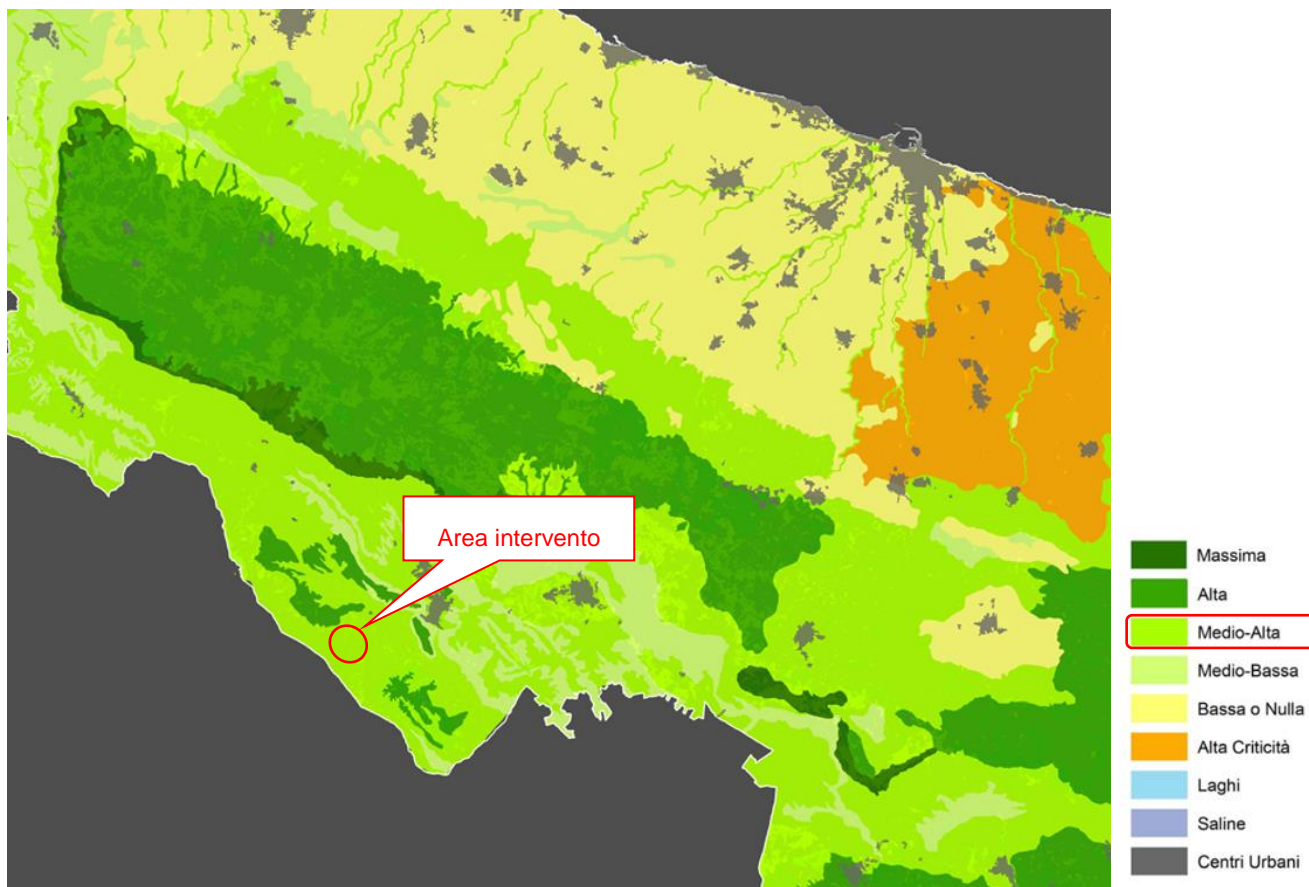 Area intervento
Massima
Alta
Medio-Alta
Medio-Bassa
Bassa o Nulla
Alta Criticità
Laghi
Saline
Centri Urbani